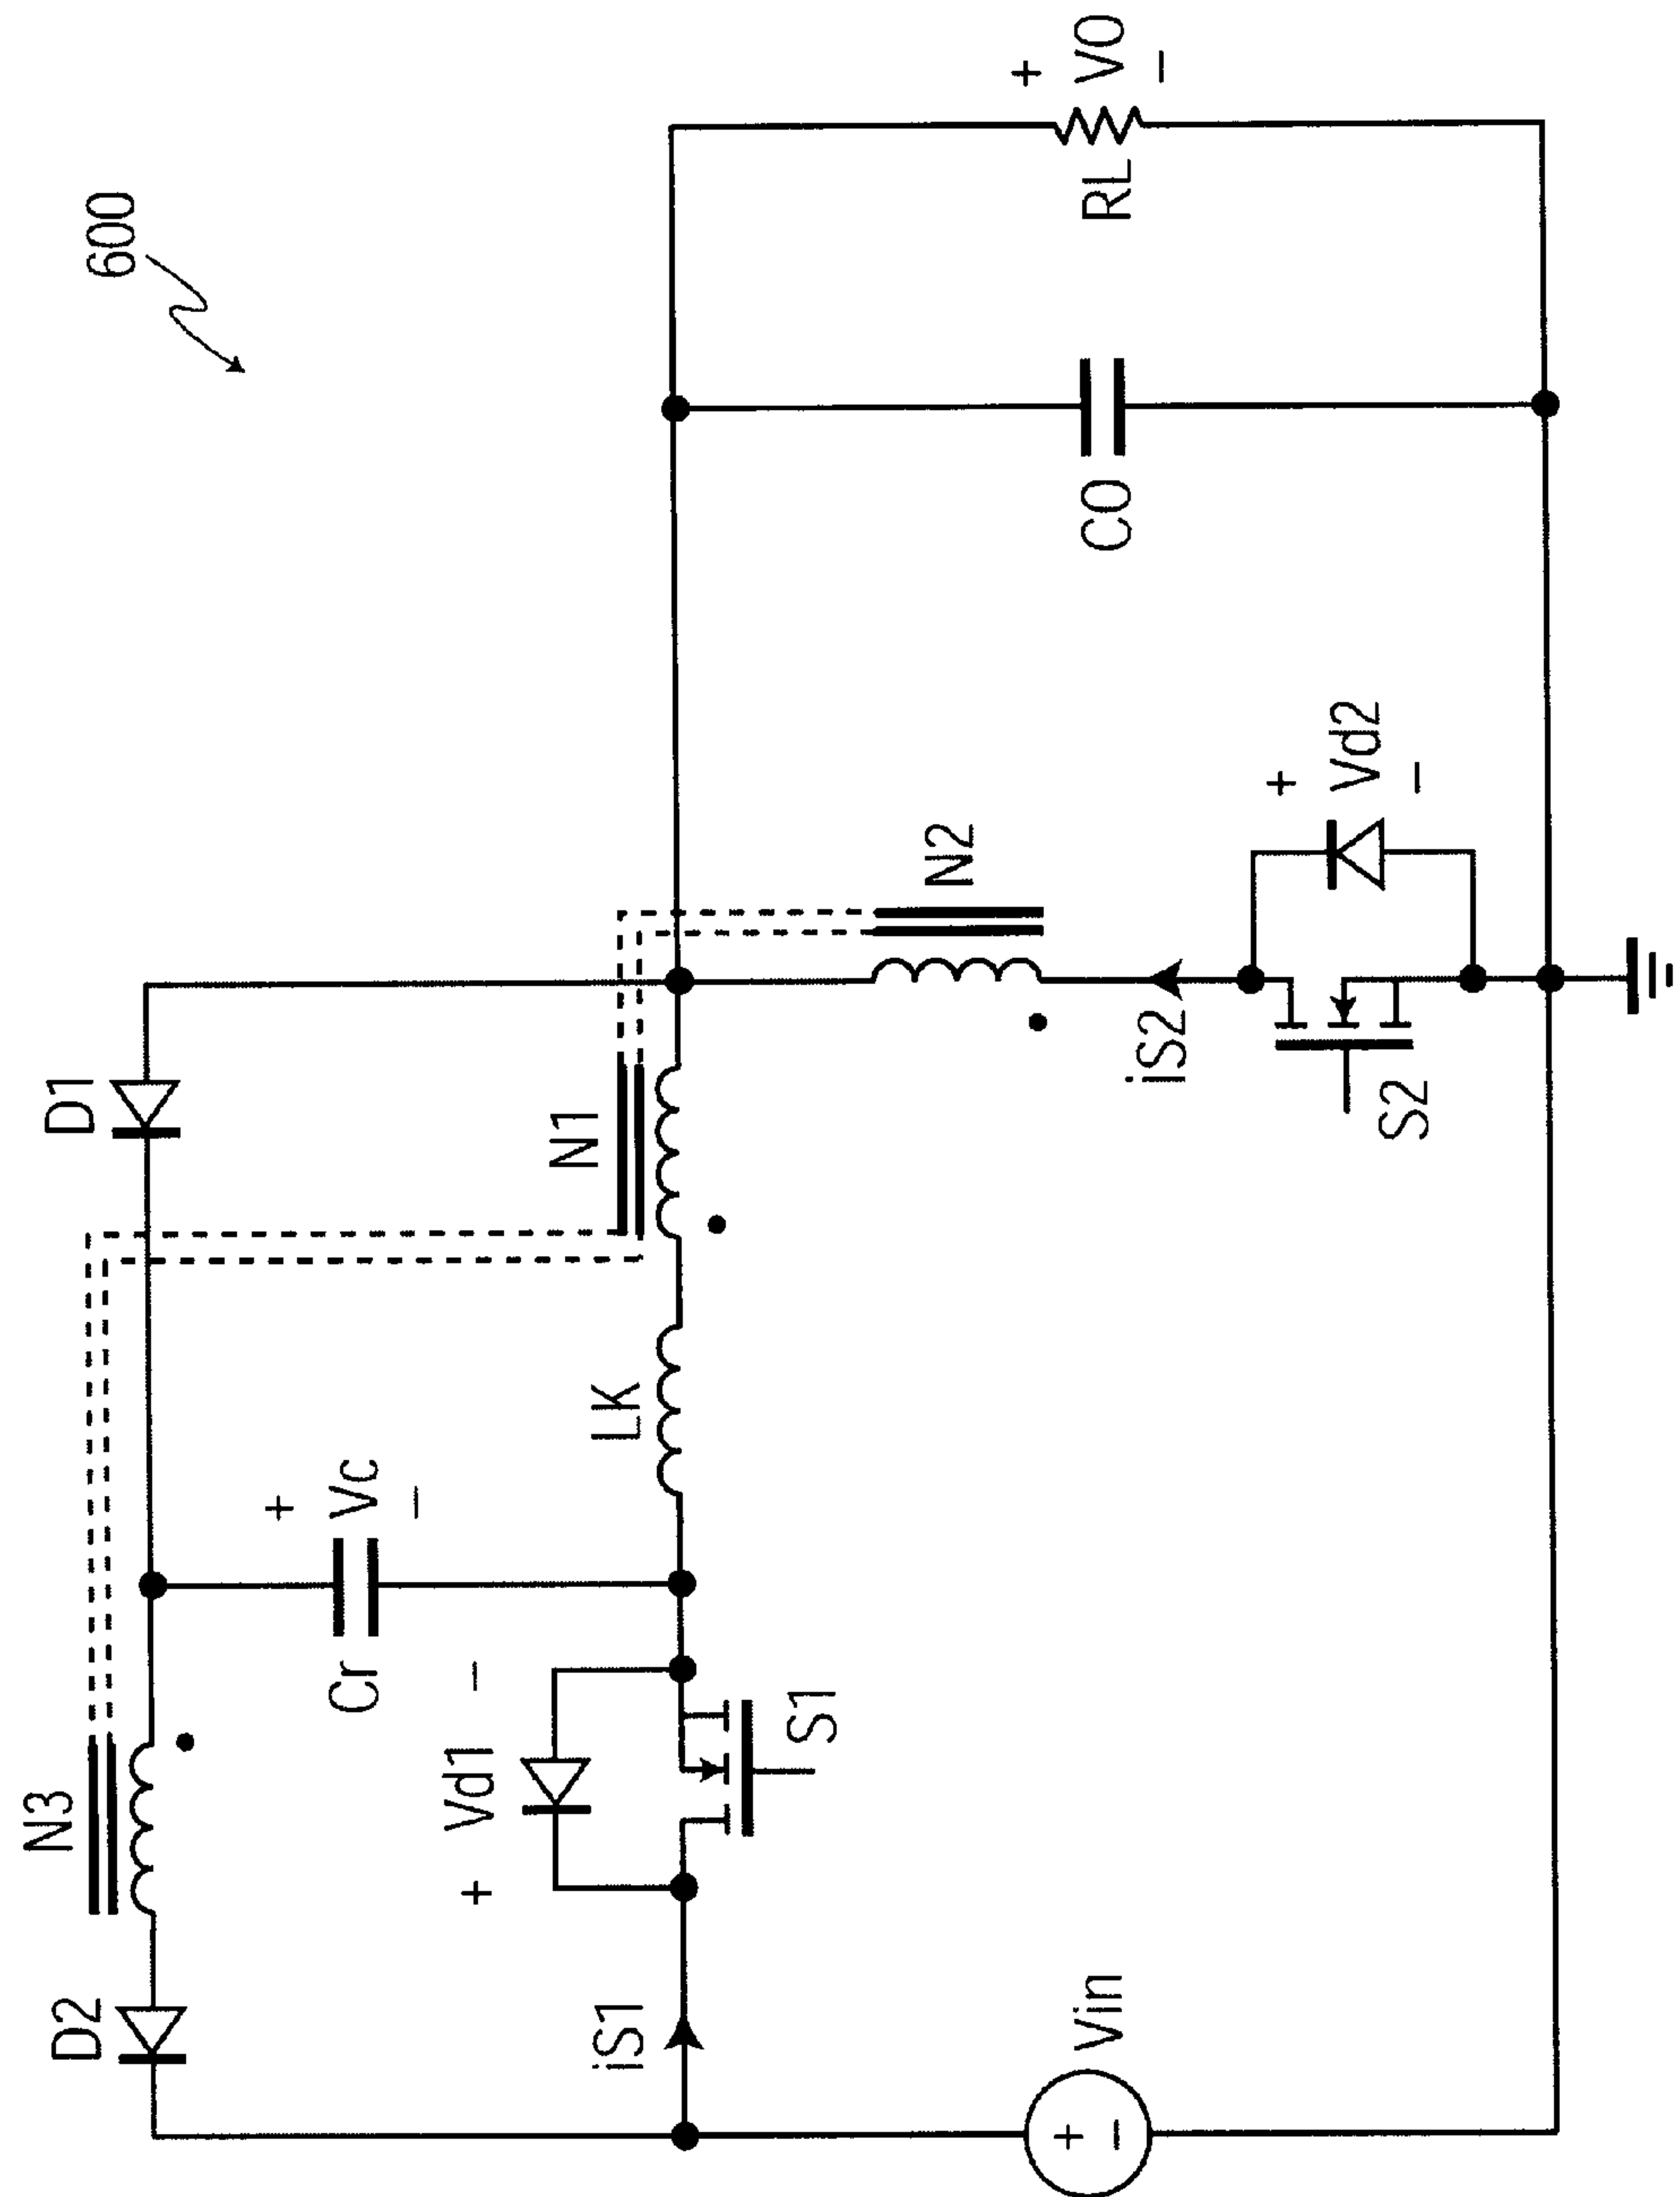 600
D2
N3
D1
Cr
+
Vc
−
+ Vd1 −
iS1
S1
LK
N1
N2
iS2
S2
+
Vd2
−
Vin
+
−
CO
RL
+
VO
−